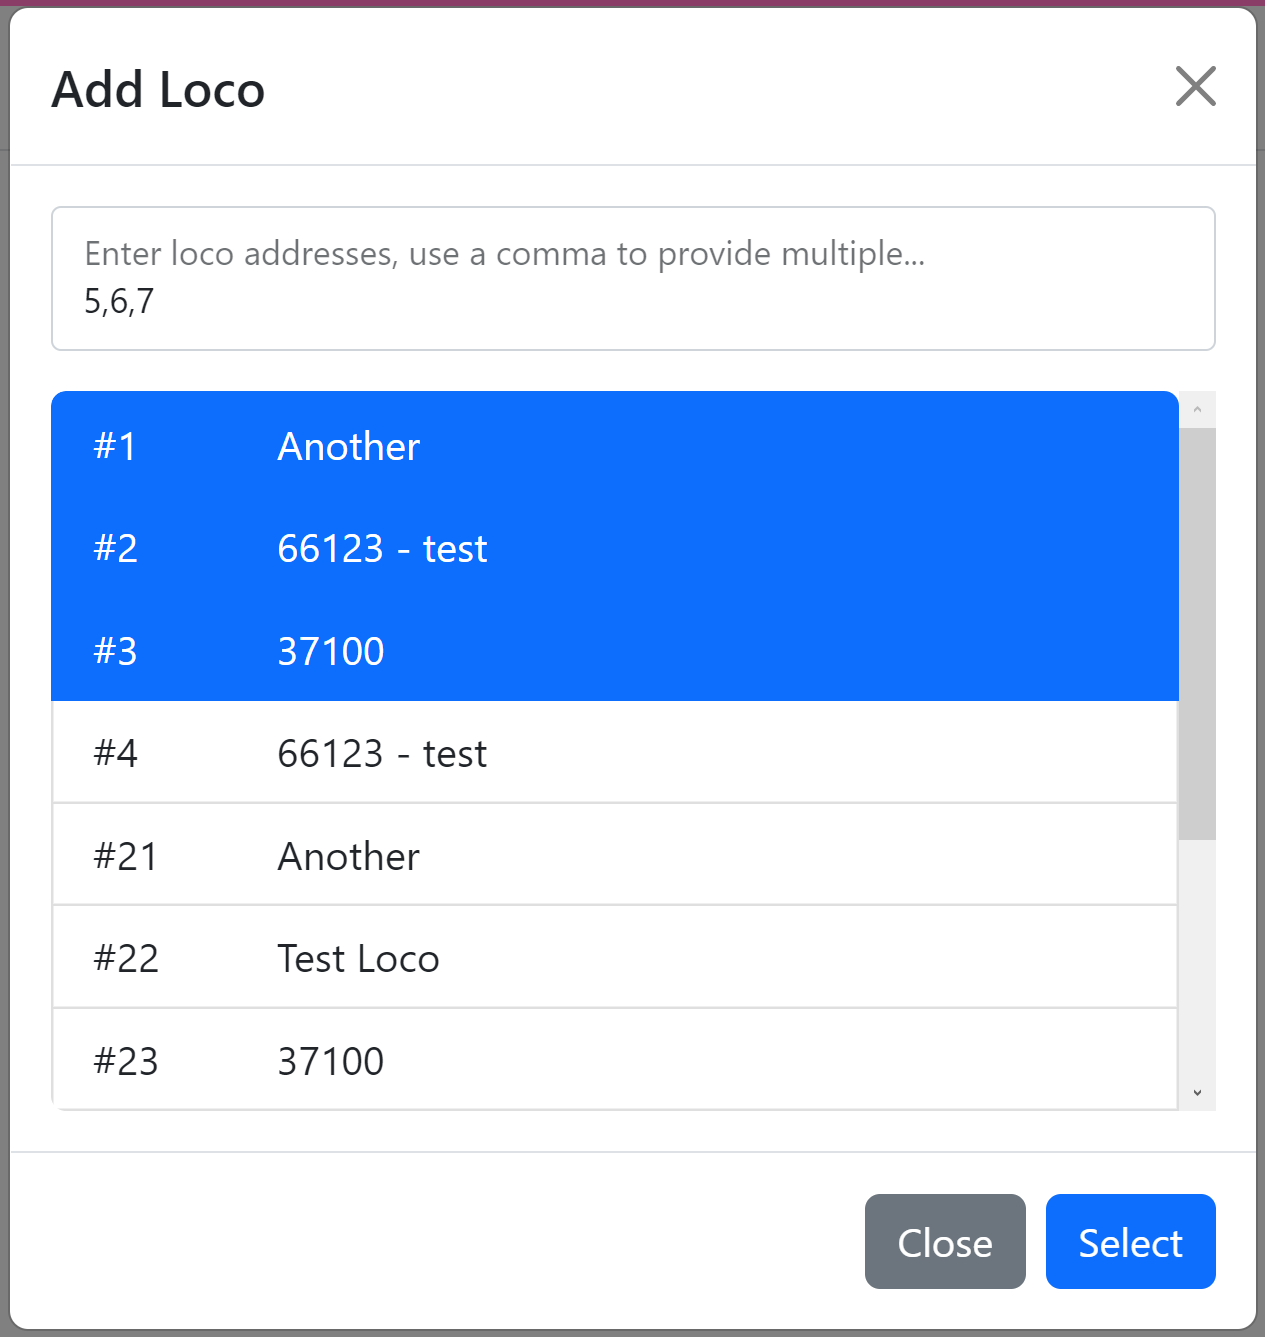 Add Loco
Enter loco addresses, use a comma to provide multiple...
5,6,7
#1 Another
#2 66123 - test
#3 37100
#4 66123 - test
#21 Another
#22 Test Loco
#23 37100
Close Select